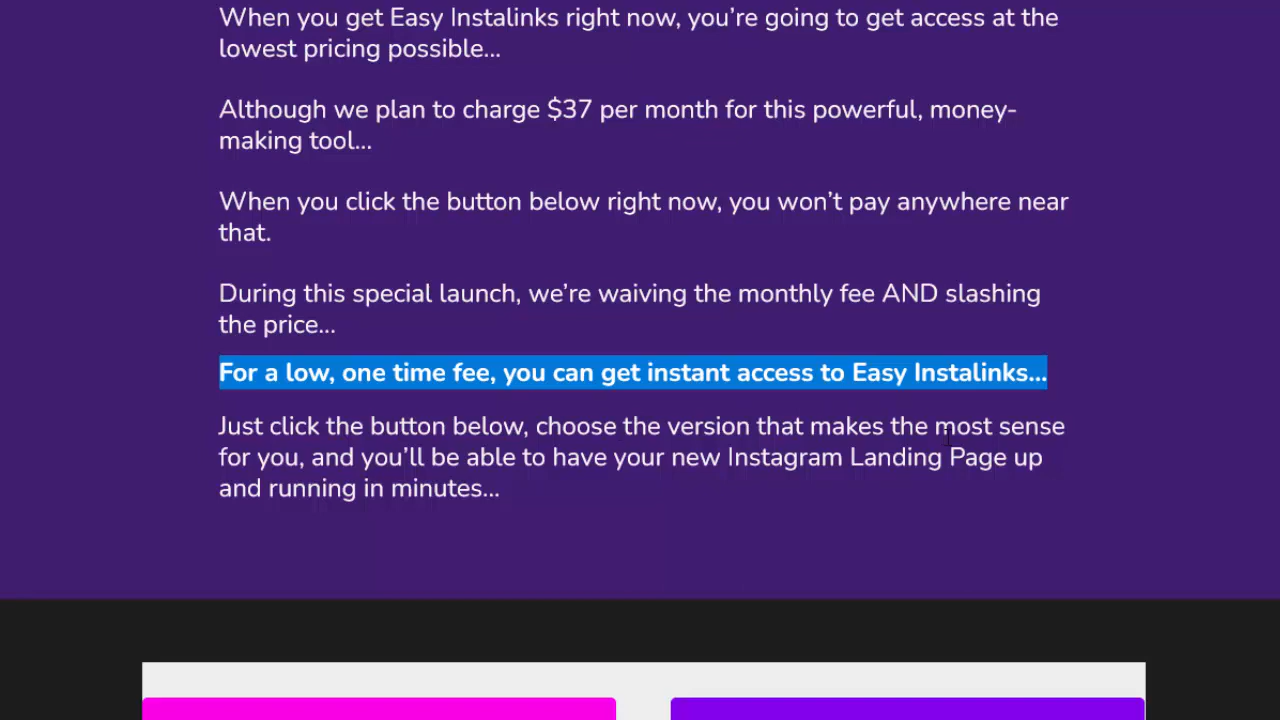 When you get Easy Instalinks right now, you’re going to get access at the
lowest pricing possible…
Although we plan to charge $37 per month for this powerful, money-
making tool…
When you click the button below right now, you won’t pay anywhere near
that.
During this special launch, we’re waiving the monthly fee AND slashing
the price…
For a low, one time fee, you can get instant access to Easy Instalinks…
Just click the button below, choose the version that makes the most sense
for you, and you’ll be able to have your new Instagram Landing Page up
and running in minutes…